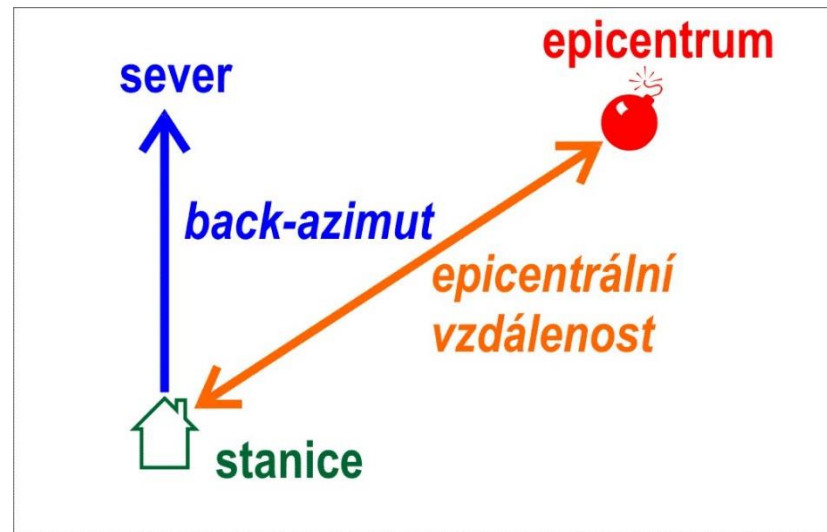 epicentrum
sever
back-azimut
epicentrální
vzdálenost
stanice